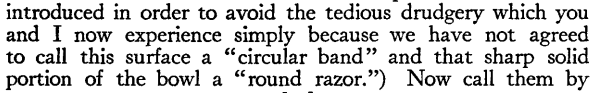 introduced in order to avoid the tedious drudgery which you
and I now experience simply because we have not agreed
to call this surface a “circular band” and that sharp solid
portion of the bowl a “round razor.”) Now call them by